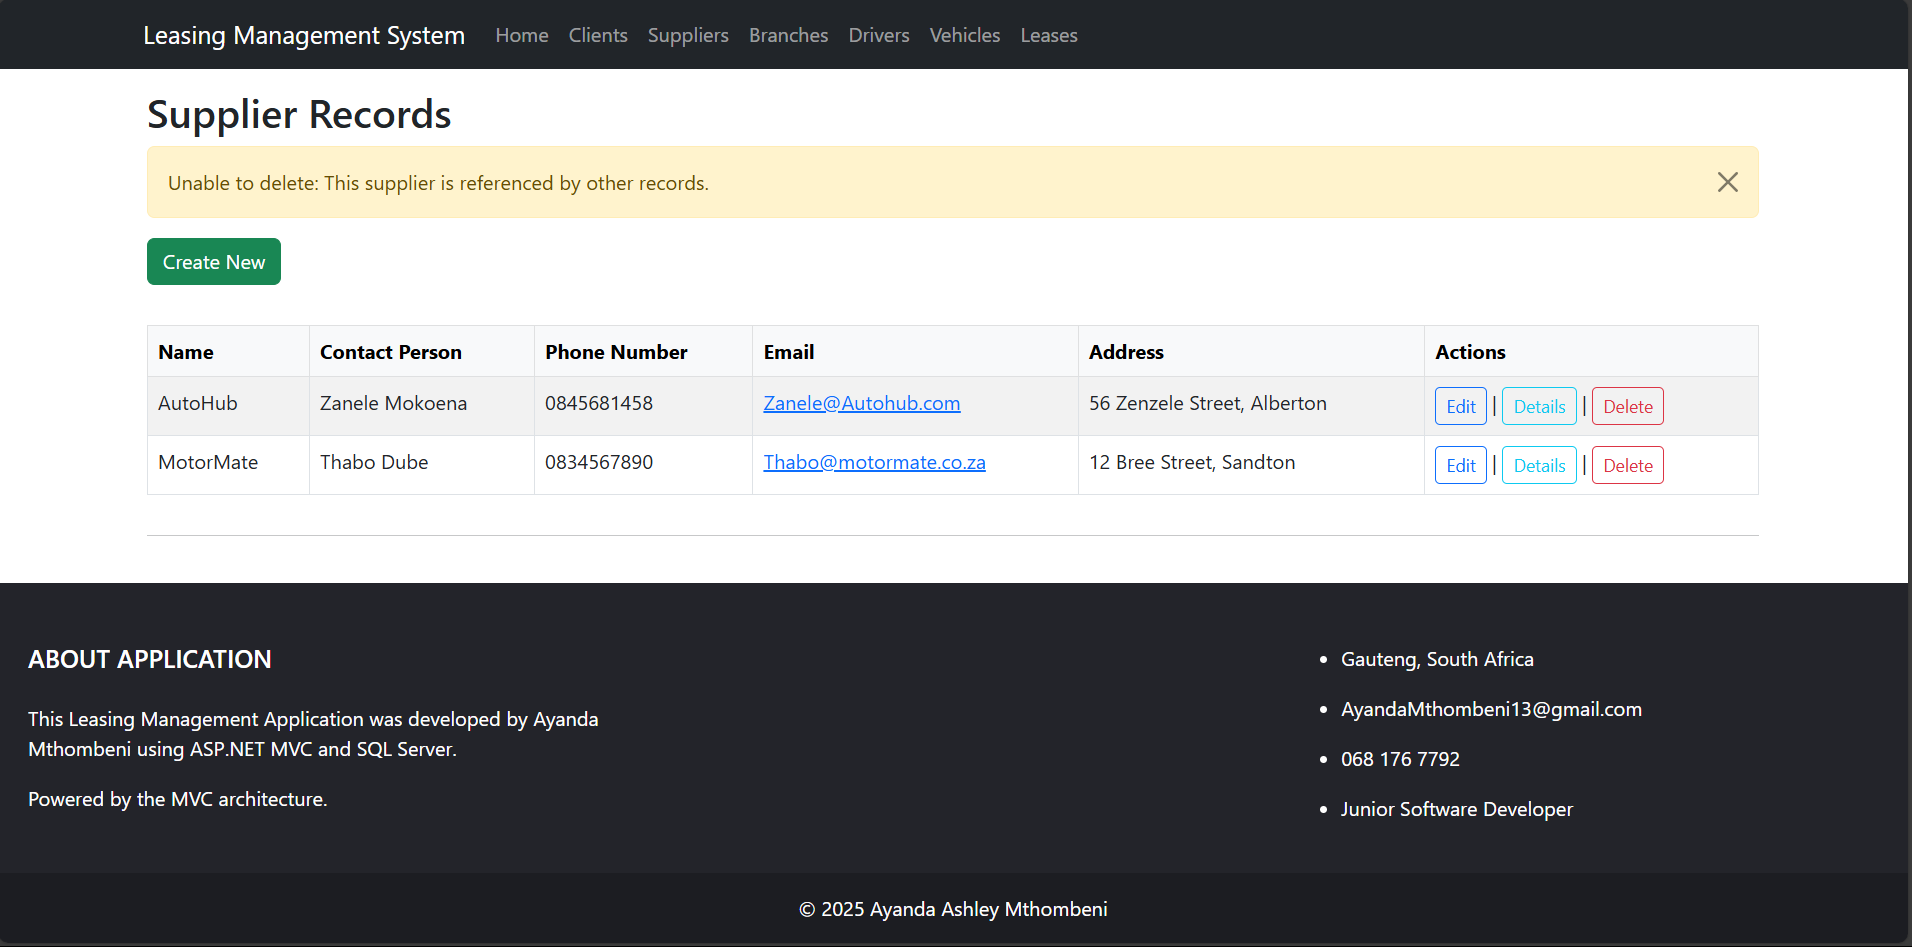 Leasing Management System Home Clients Suppliers Branches Drivers Vehicles Leases
Supplier Records
Unable to delete: This supplier is referenced by other records.
Create New
Name Contact Person Phone Number Email Address Actions
AutoHub Zanele Mokoena 0845681458 Zanele@Autohub.com 56 Zenzele Street, Alberton Edit | Details | Delete
MotorMate Thabo Dube 0834567890 Thabo@motormate.co.za 12 Bree Street, Sandton Edit | Details | Delete
ABOUT APPLICATION
This Leasing Management Application was developed by Ayanda
Mthombeni using ASP.NET MVC and SQL Server.
Powered by the MVC architecture.
• Gauteng, South Africa
• AyandaMthombeni13@gmail.com
• 068 176 7792
• Junior Software Developer
© 2025 Ayanda Ashley Mthombeni